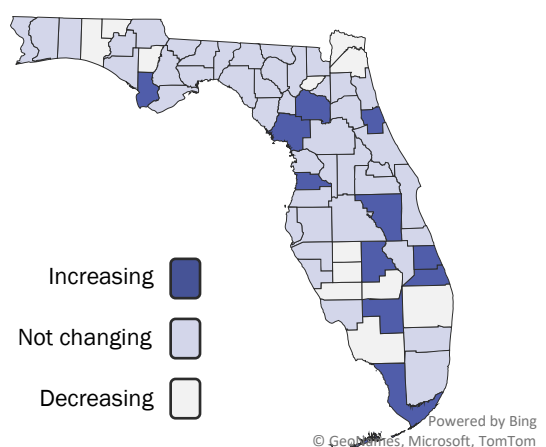 Increasing
Not changing
Decreasing
Powered by Bing
© GeoNames, Microsoft, TomTom